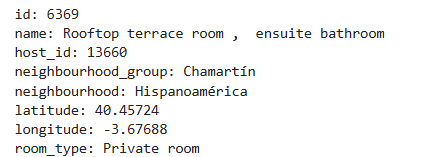 id: 6369
name: Rooftop terrace room ,  ensuite bathroom
host_id: 13660
neighbourhood_group: Chamartín
neighbourhood: Hispanoamérica
latitude: 40.45724
longitude: -3.67688
room_type: Private room